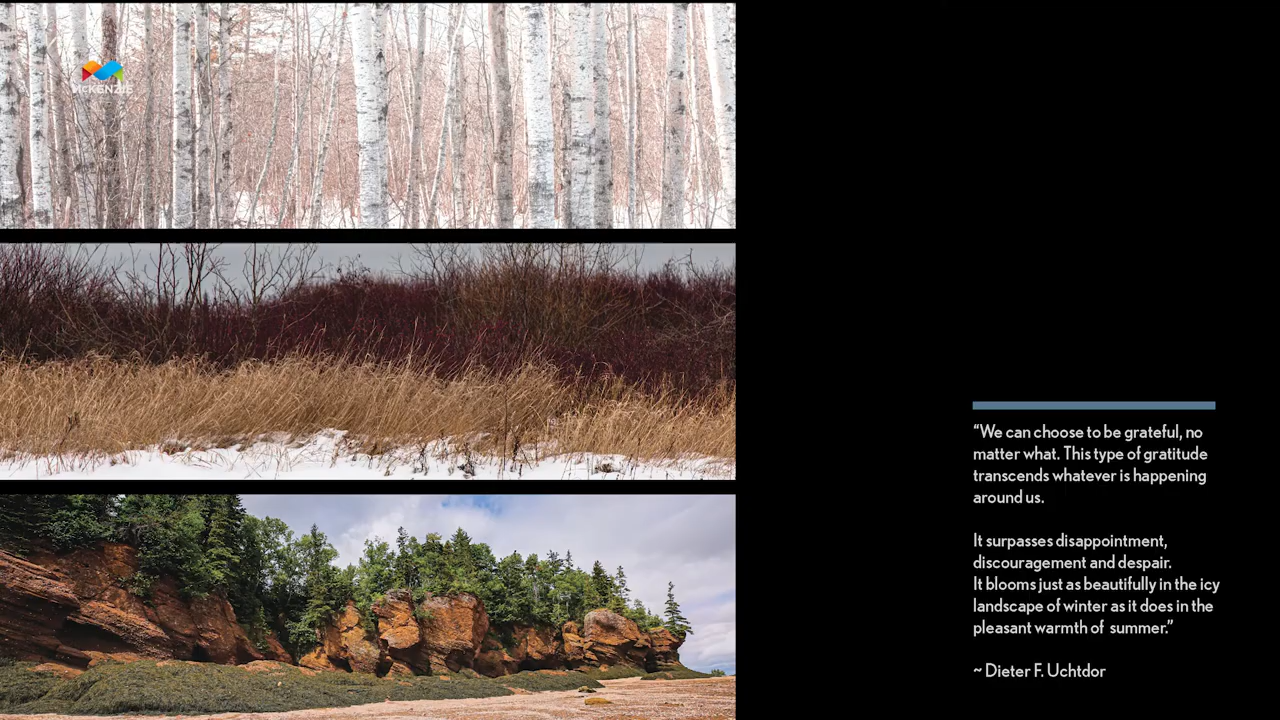 McKENZIE
“We can choose to be grateful, no
matter what. This type of gratitude
transcends whatever is happening
around us.
It surpasses disappointment,
discouragement and despair.
It blooms just as beautifully in the icy
landscape of winter as it does in the
pleasant warmth of summer.”
~ Dieter F. Uchtdor